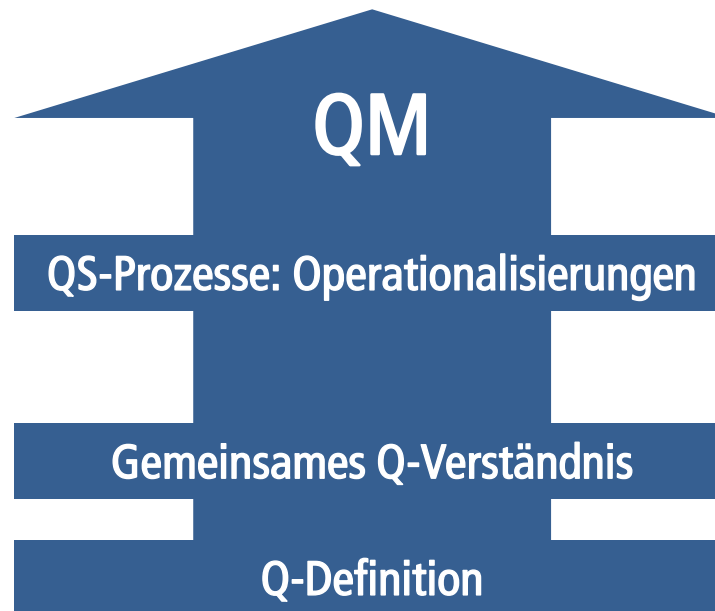 QM
QS-Prozesse: Operationalisierungen
Gemeinsames Q-Verständnis
Q-Definition